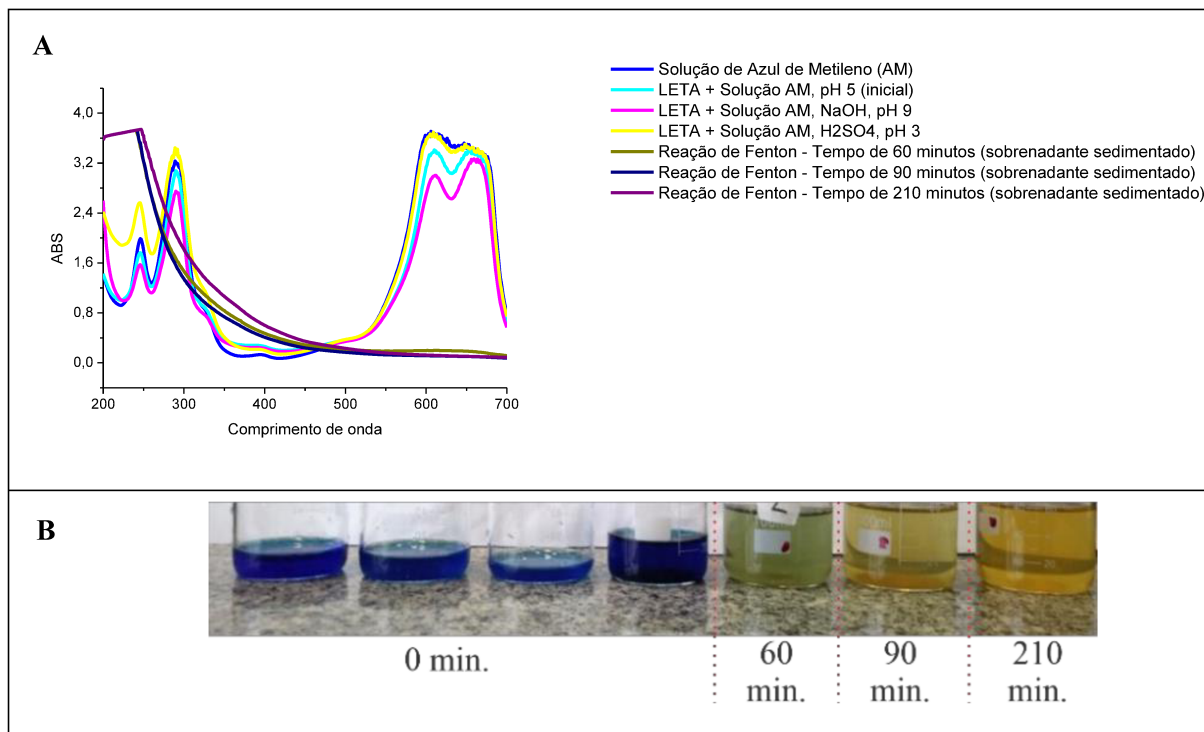 A
Solução de Azul de Metileno (AM)
LETA + Solução AM, pH 5 (inicial)
LETA + Solução AM, NaOH, pH 9
LETA + Solução AM, H2SO4, pH 3
Reação de Fenton - Tempo de 60 minutos (sobrenadante sedimentado)
Reação de Fenton - Tempo de 90 minutos (sobrenadante sedimentado)
Reação de Fenton - Tempo de 210 minutos (sobrenadante sedimentado)
4,0
3,2
2,4
1,6
0,8
0,0
ABS
200 300 400 500 600 700
Comprimento de onda
B
0 min.
60 min.
90 min.
210 min.